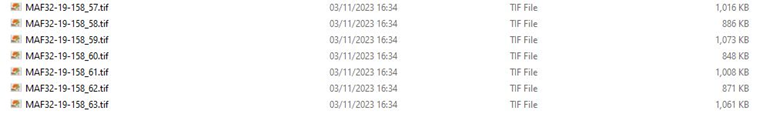 MAF32-19-158_57.tif 03/11/2023 16:34 TIF File 1,016 KB
MAF32-19-158_58.tif 03/11/2023 16:34 TIF File 886 KB
MAF32-19-158_59.tif 03/11/2023 16:34 TIF File 1,073 KB
MAF32-19-158_60.tif 03/11/2023 16:34 TIF File 848 KB
MAF32-19-158_61.tif 03/11/2023 16:34 TIF File 1,008 KB
MAF32-19-158_62.tif 03/11/2023 16:34 TIF File 871 KB
MAF32-19-158_63.tif 03/11/2023 16:34 TIF File 1,061 KB